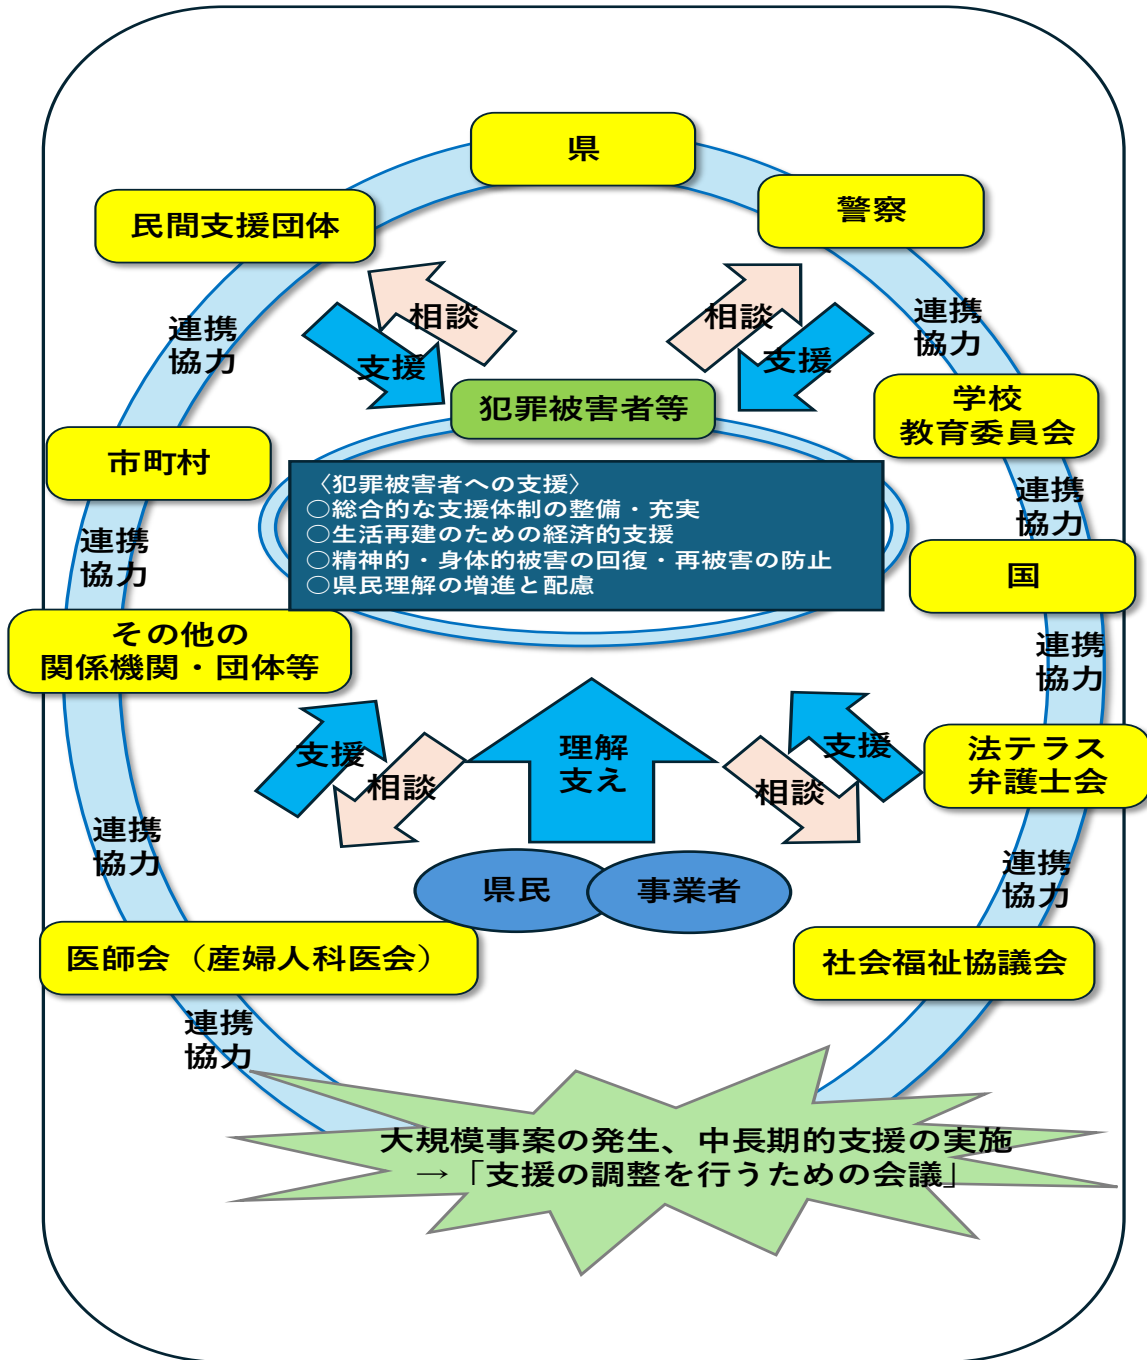 県
民間支援団体
警察
相談
支援
相談
支援
連携
協力
連携
協力
犯罪被害者等
学校
教育委員会
市町村
〈犯罪被害者への支援〉
○総合的な支援体制の整備・充実
○生活再建のための経済的支援
○精神的・身体的被害の回復・再被害の防止
○県民理解の増進と配慮
連携
協力
連携
協力
国
その他の
関係機関・団体等
連携
協力
支援
相談
理解
支え
支援
相談
法テラス
弁護士会
連携
協力
連携
協力
県民
事業者
医師会（産婦人科医会）
社会福祉協議会
連携
協力
大規模事案の発生、中長期的支援の実施
→「支援の調整を行うための会議」